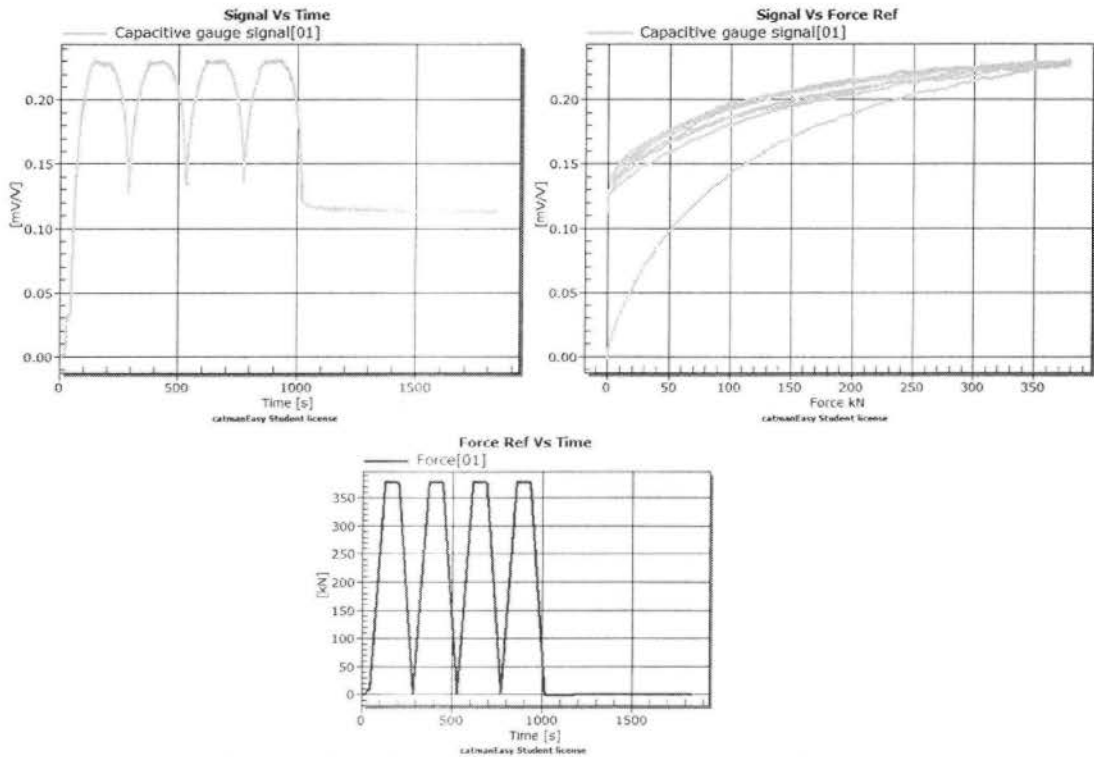 Signal Vs Time
Capacitive gauge signal[01]
[mV/V]
0.20
0.15
0.10
0.05
0.00
0 500 1000 1500
Time [s]
catmanEasy Student license
Signal Vs Force Ref
Capacitive gauge signal[01]
[mV/V]
0.20
0.15
0.10
0.05
0.00
0 50 100 150 200 250 300 350
Force kN
catmanEasy Student license
Force Ref Vs Time
Force[01]
[kN]
350
300
250
200
150
100
50
0
0 500 1000 1500
Time [s]
catmanEasy Student license